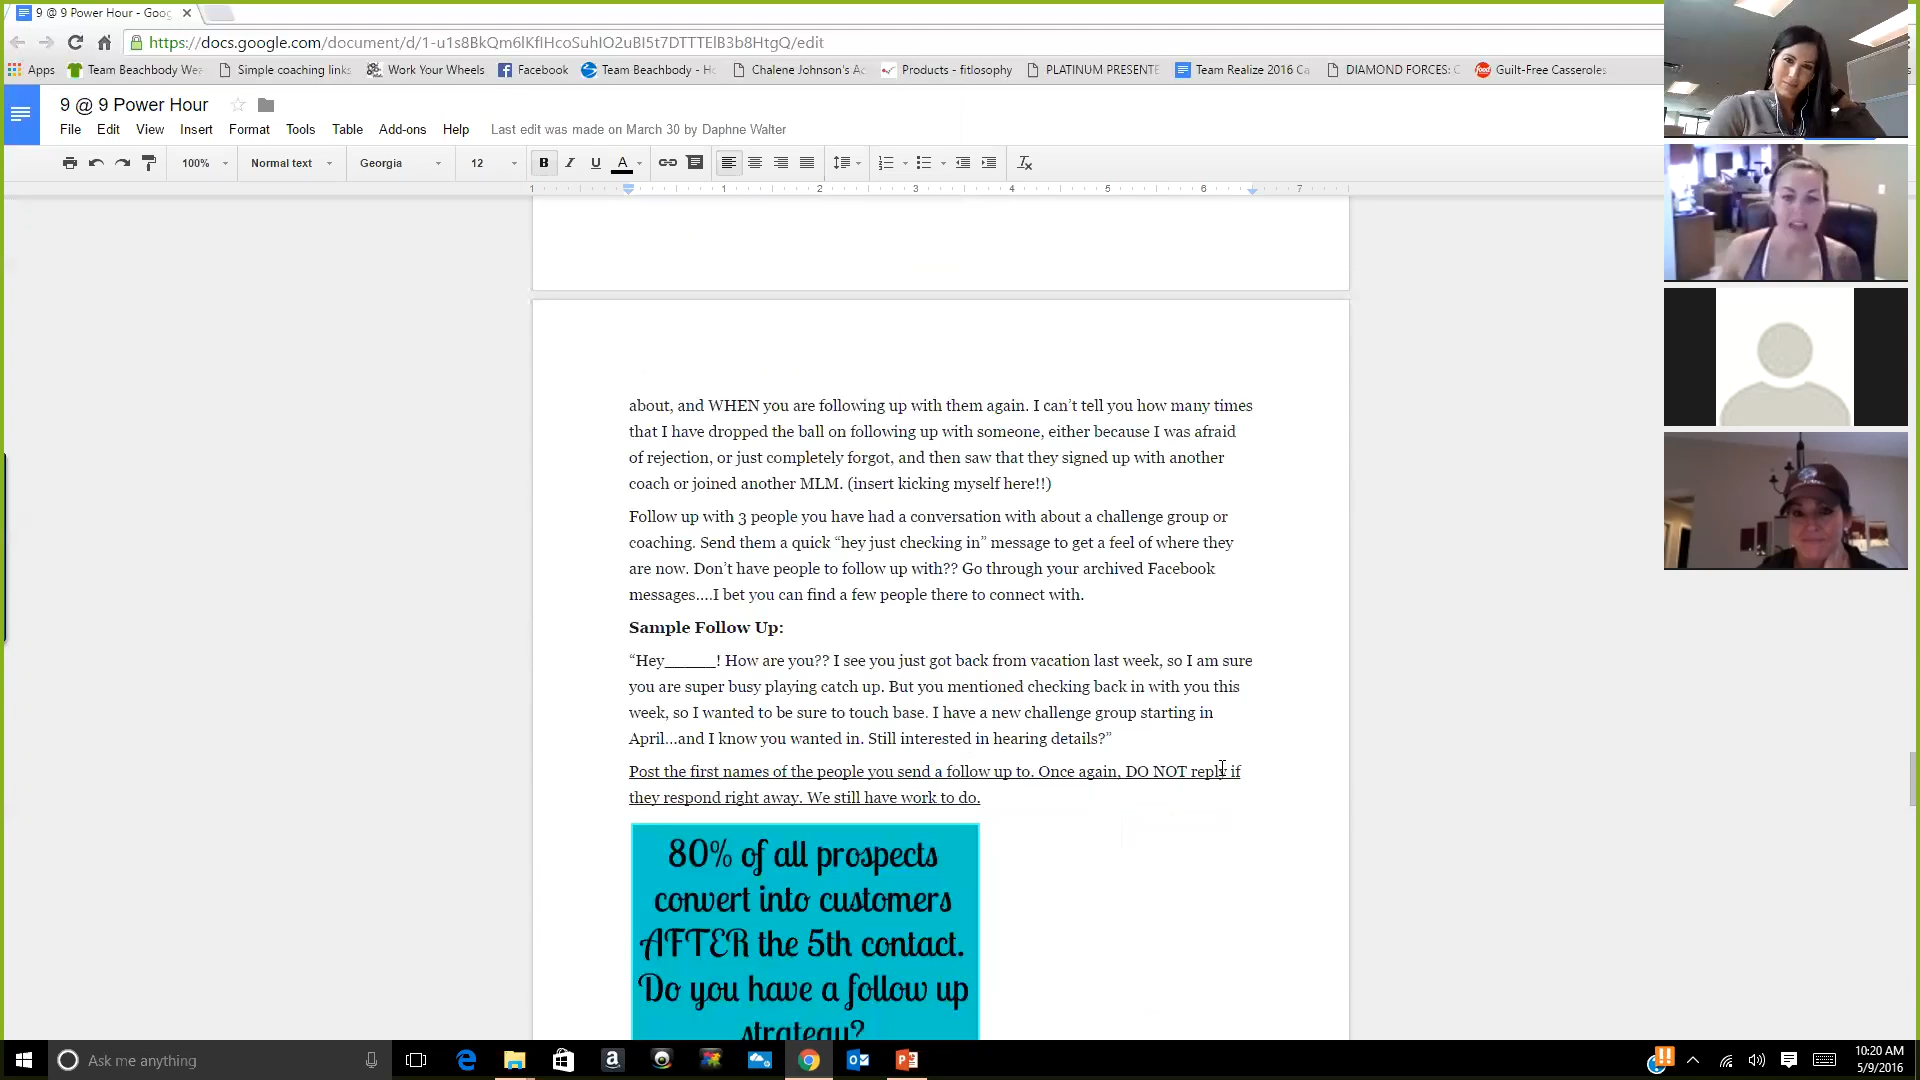 9 @ 9 Power Hour - Goog
https://docs.google.com/document/d/1-u1s8BkQm6lKfIHcoSuhIO2uBI5t7DTTTElB3b8HtgQ/edit
Apps Team Beachbody Wea Simple coaching links Work Your Wheels Facebook Team Beachbody - Ho Chalene Johnson's Ac Products - fitlosophy PLATINUM PRESENTE Team Realize 2016 Ca DIAMOND FORCES: C Guilt-Free Casseroles
9 @ 9 Power Hour
File Edit View Insert Format Tools Table Add-ons Help Last edit was made on March 30 by Daphne Walter
100% Normal text Georgia 12 B I U A
1 1 2 3 4 5 6 7
about, and WHEN you are following up with them again. I can’t tell you how many times
that I have dropped the ball on following up with someone, either because I was afraid
of rejection, or just completely forgot, and then saw that they signed up with another
coach or joined another MLM. (insert kicking myself here!!)
Follow up with 3 people you have had a conversation with about a challenge group or
coaching. Send them a quick “hey just checking in” message to get a feel of where they
are now. Don’t have people to follow up with?? Go through your archived Facebook
messages….I bet you can find a few people there to connect with.
Sample Follow Up:
“Hey______! How are you?? I see you just got back from vacation last week, so I am sure
you are super busy playing catch up. But you mentioned checking back in with you this
week, so I wanted to be sure to touch base. I have a new challenge group starting in
April…and I know you wanted in. Still interested in hearing details?”
Post the first names of the people you send a follow up to. Once again, DO NOT reply if
they respond right away. We still have work to do.
80% of all prospects
convert into customers
AFTER the 5th contact.
Do you have a follow up
strategy?
Ask me anything
10:20 AM
5/9/2016